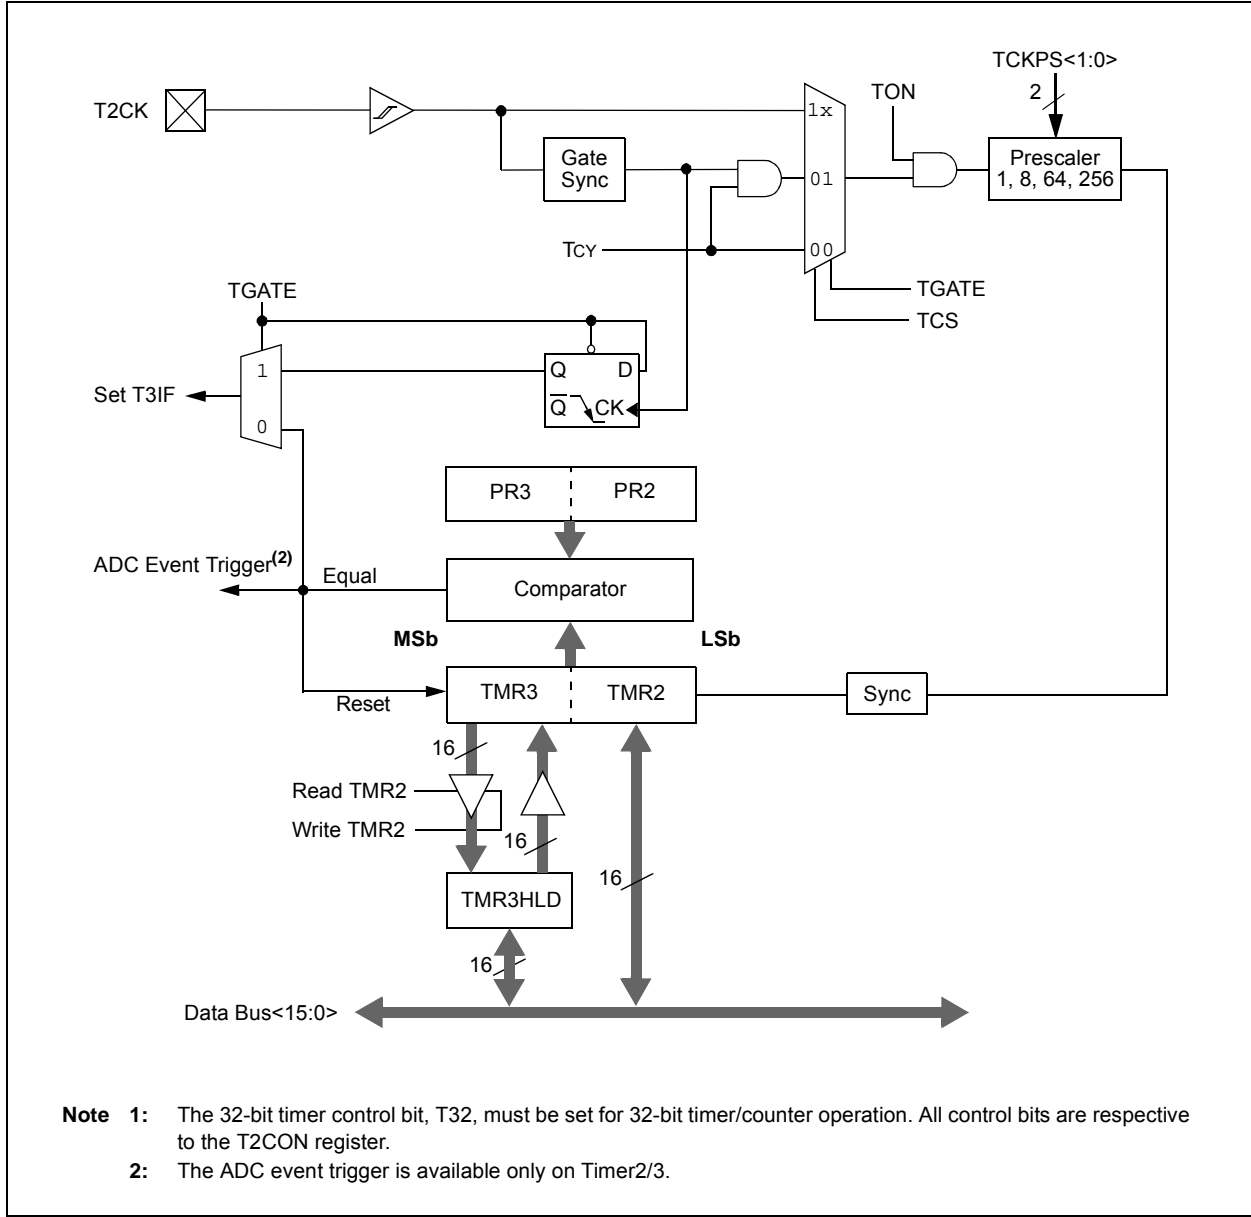 TCKPS<1:0>
2
T2CK
TON
1x
Gate
Sync
Prescaler
1, 8, 64, 256
01
TCY
00
TGATE
TCS
TGATE
1
Q
D
Set T3IF
Q
CK
0
PR3
PR2
ADC Event Trigger(2)
Equal
Comparator
MSb
LSb
TMR3
TMR2
Sync
Reset
16
Read TMR2
Write TMR2
16
16
TMR3HLD
16
Data Bus<15:0>
Note 1: The 32-bit timer control bit, T32, must be set for 32-bit timer/counter operation. All control bits are respective
to the T2CON register.
2: The ADC event trigger is available only on Timer2/3.